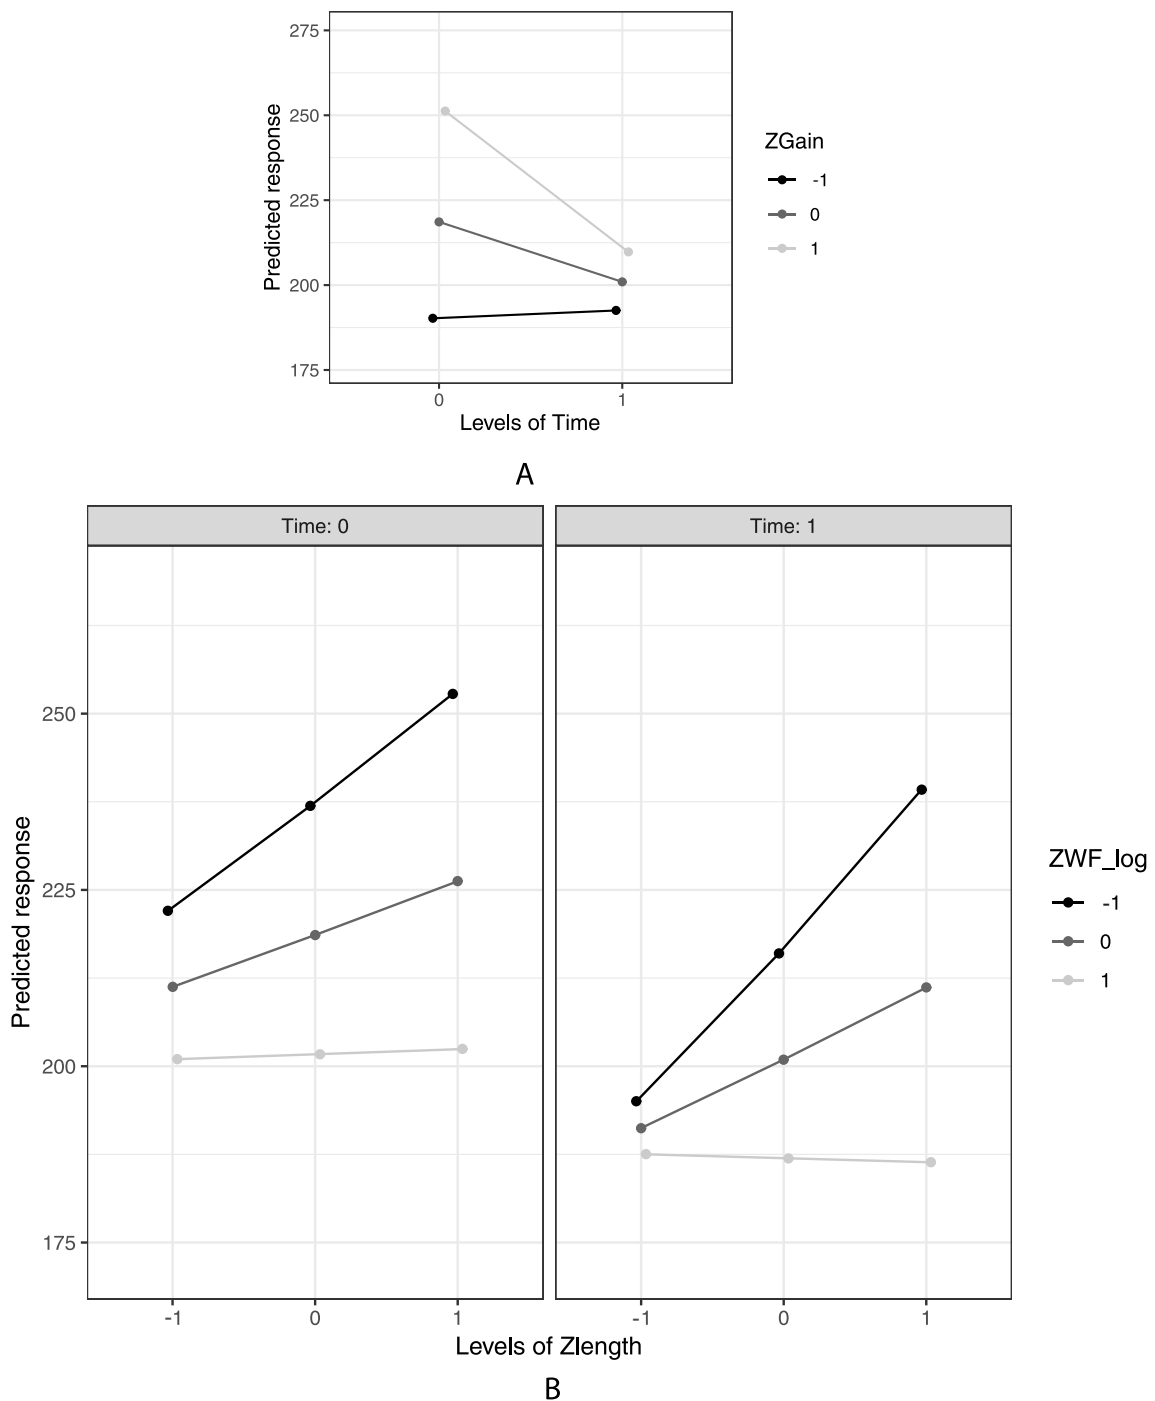 275
250
225
200
175
Predicted response
0 1
Levels of Time
ZGain
-1
0
1
A
Time: 0 Time: 1
250
225
200
175
Predicted response
-1 0 1 -1 0 1
Levels of Zlength
ZWF_log
-1
0
1
B